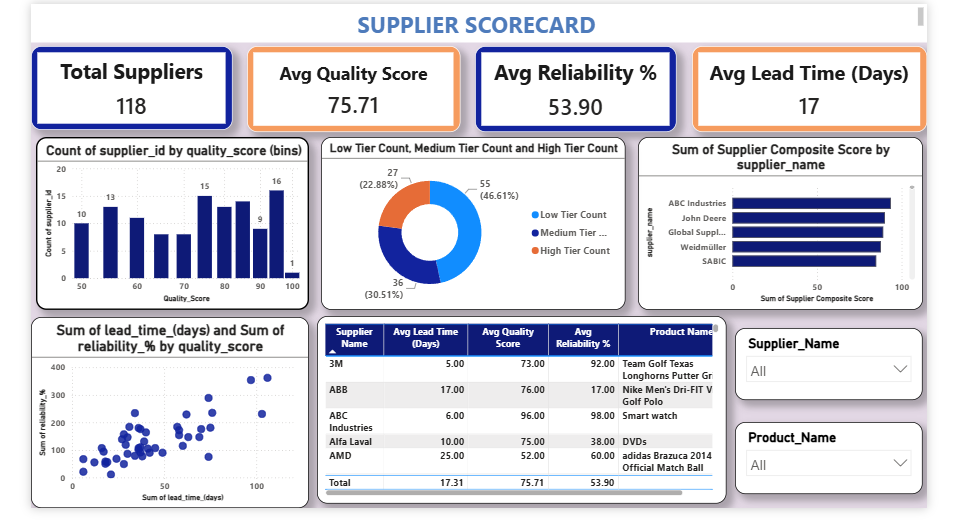 SUPPLIER SCORECARD
Total Suppliers
118
Avg Quality Score
75.71
Avg Reliability %
53.90
Avg Lead Time (Days)
17
Count of supplier_id by quality_score (bins)
Count of supplier_id
20
15
10
5
0
10
13
15
16
9
1
50
60
70
80
90
100
Quality_Score
Low Tier Count, Medium Tier Count and High Tier Count
27
(22.88%)
55
(46.61%)
36
(30.51%)
Low Tier Count
Medium Tier ...
High Tier Count
Sum of Supplier Composite Score by
supplier_name
supplier_name
ABC Industries
John Deere
Global Suppl...
Weidmüller
SABIC
0
50
100
Sum of Supplier Composite Score
Sum of lead_time_(days) and Sum of
reliability_% by quality_score
Sum of reliability_%
400
300
200
100
0
0
50
100
Sum of lead_time_(days)
Supplier Name Avg Lead Time (Days) Avg Quality Score Avg Reliability % Product Name
3M 5.00 73.00 92.00 Team Golf Texas
Longhorns Putter Gr
ABB 17.00 76.00 17.00 Nike Men's Dri-FIT V
Golf Polo
ABC Industries 6.00 96.00 98.00 Smart watch
Alfa Laval 10.00 75.00 38.00 DVDs
AMD 25.00 52.00 60.00 adidas Brazuca 2014
Official Match Ball
Total 17.31 75.71 53.90
Supplier_Name
All
Product_Name
All